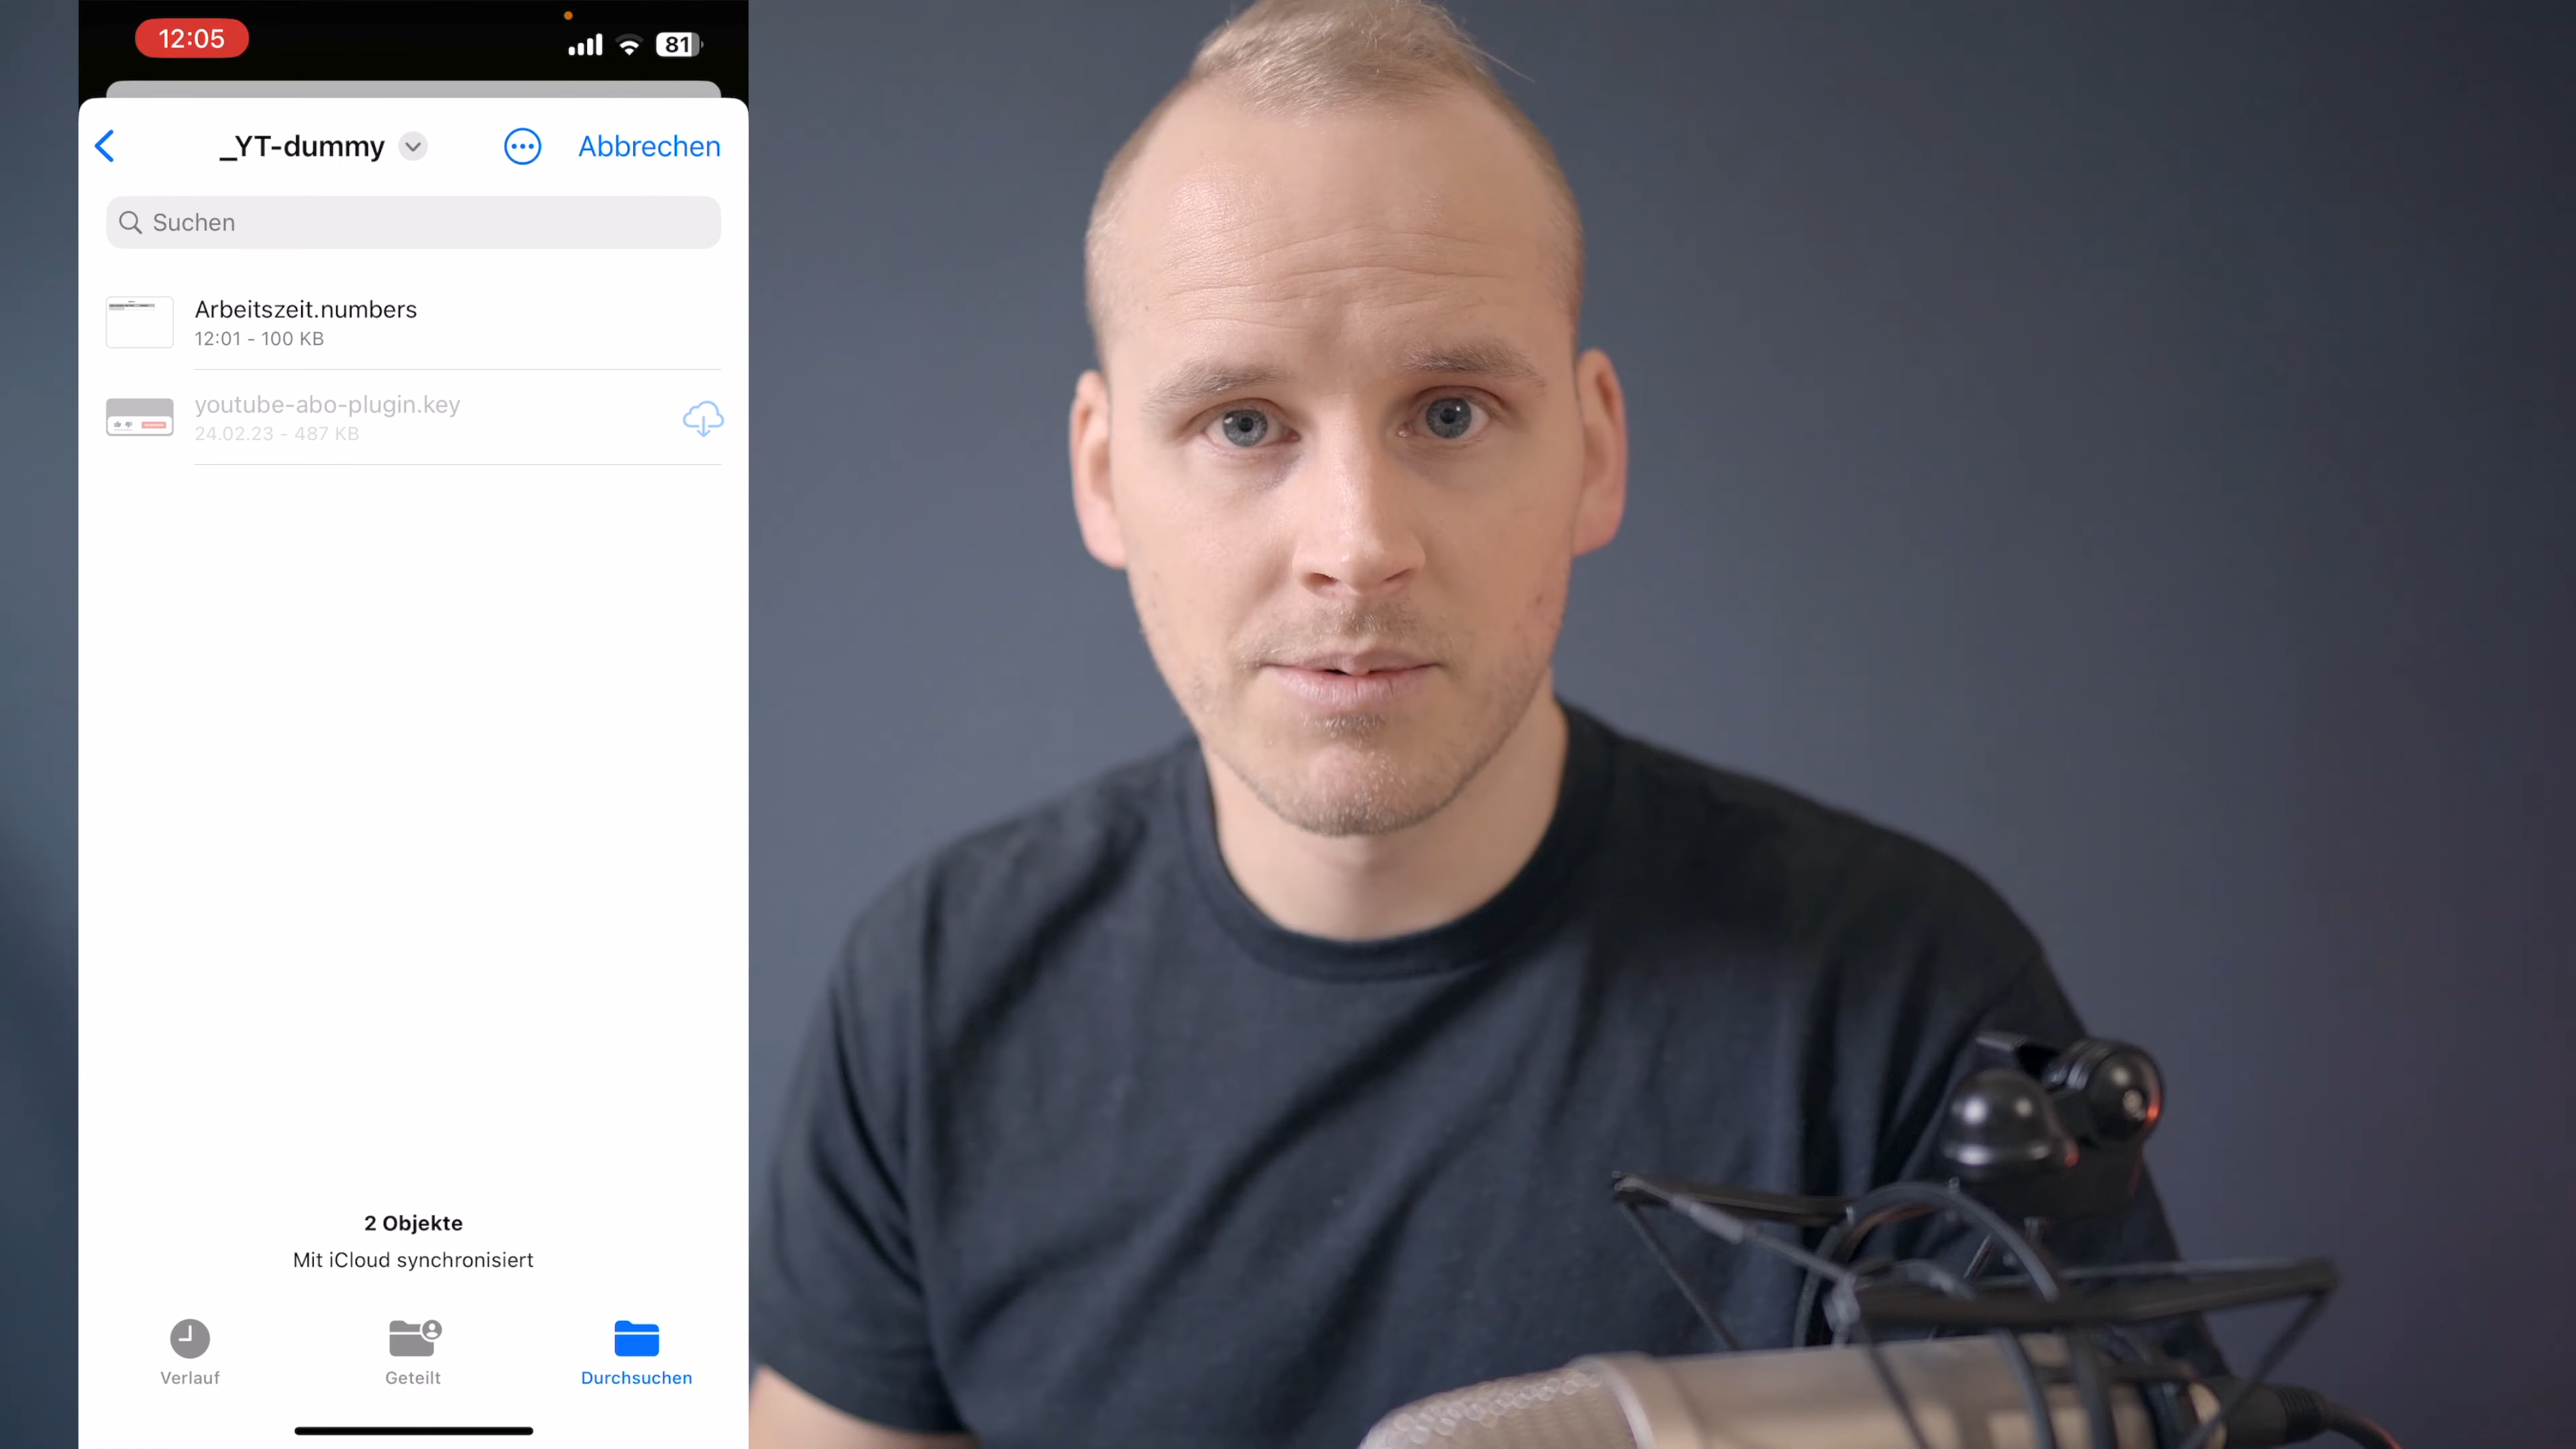 12:05
81
_YT-dummy
Abbrechen
Suchen
Arbeitszeit.numbers
12:01 - 100 KB
youtube-abo-plugin.key
24.02.23 - 487 KB
2 Objekte
Mit iCloud synchronisiert
Verlauf
Geteilt
Durchsuchen